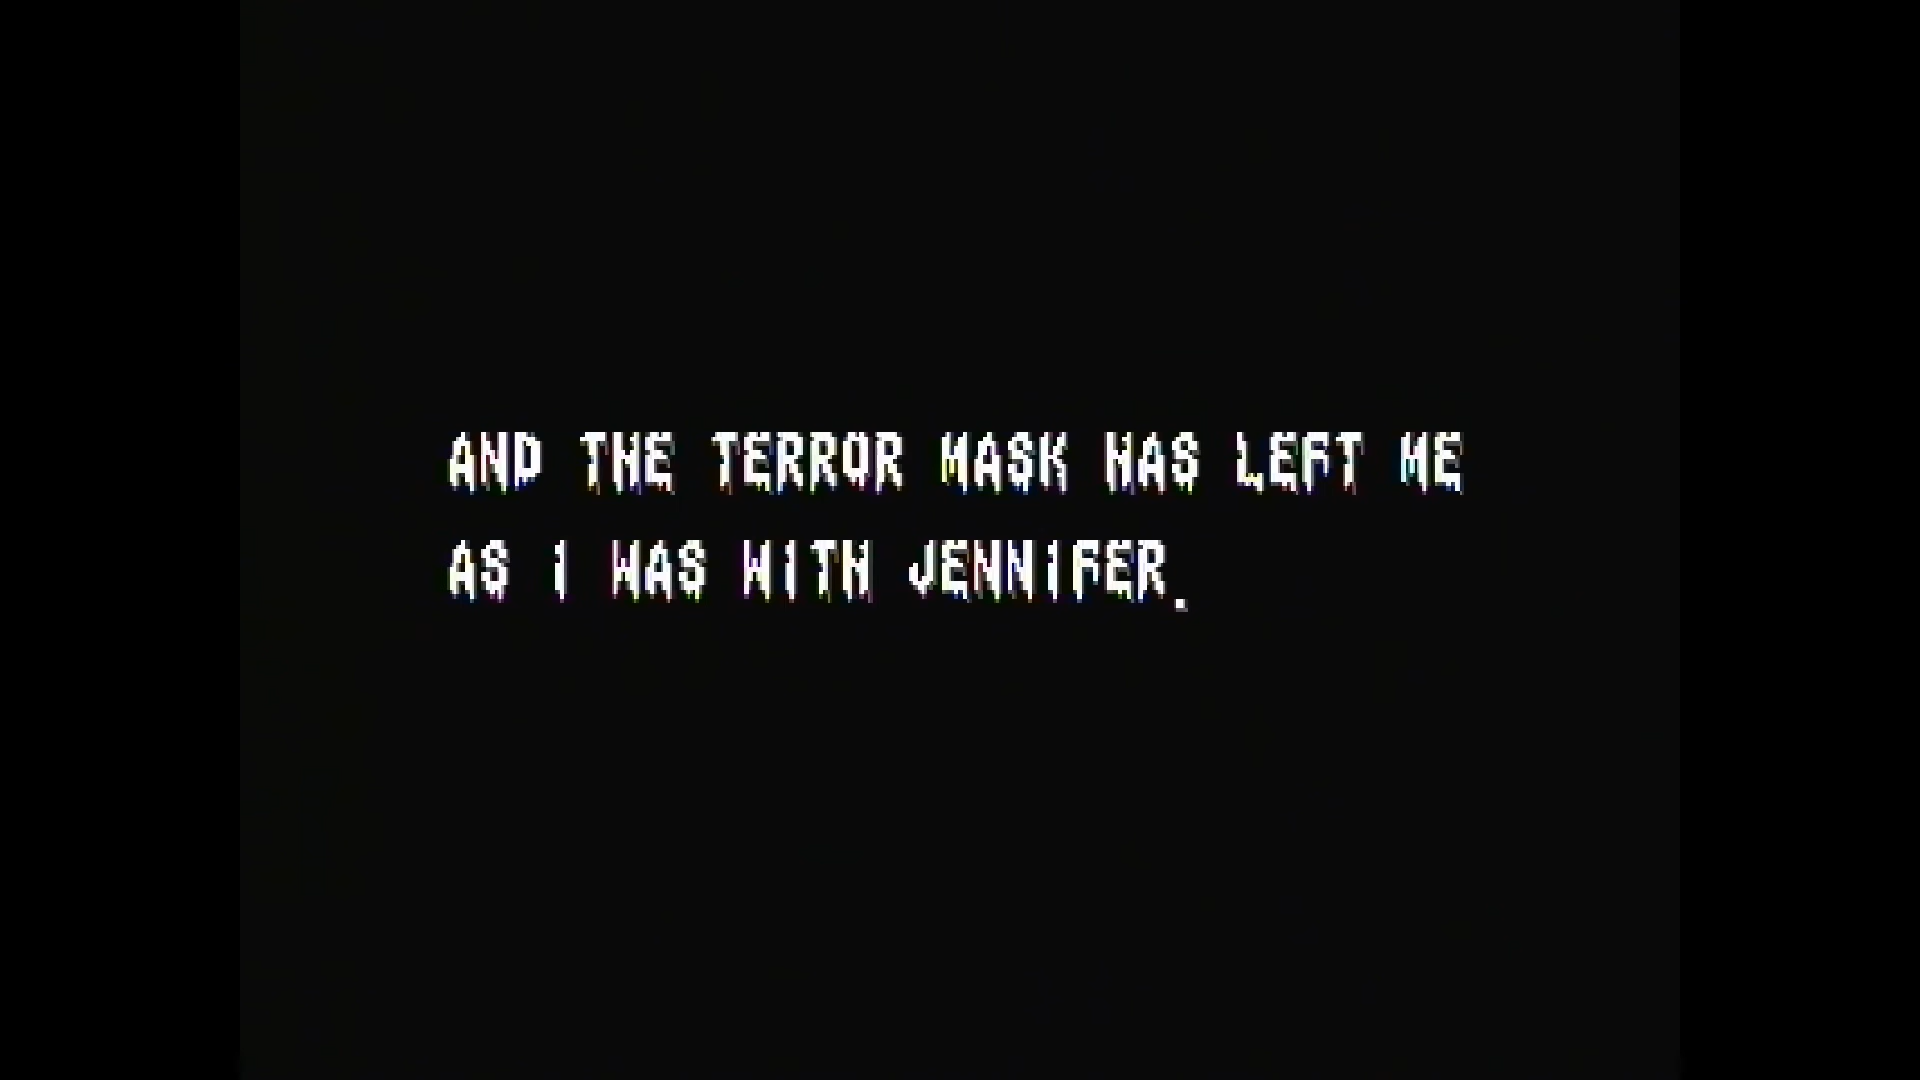 AND THE TERROR MASK HAS LEFT ME
AS I WAS WITH JENNIFER.